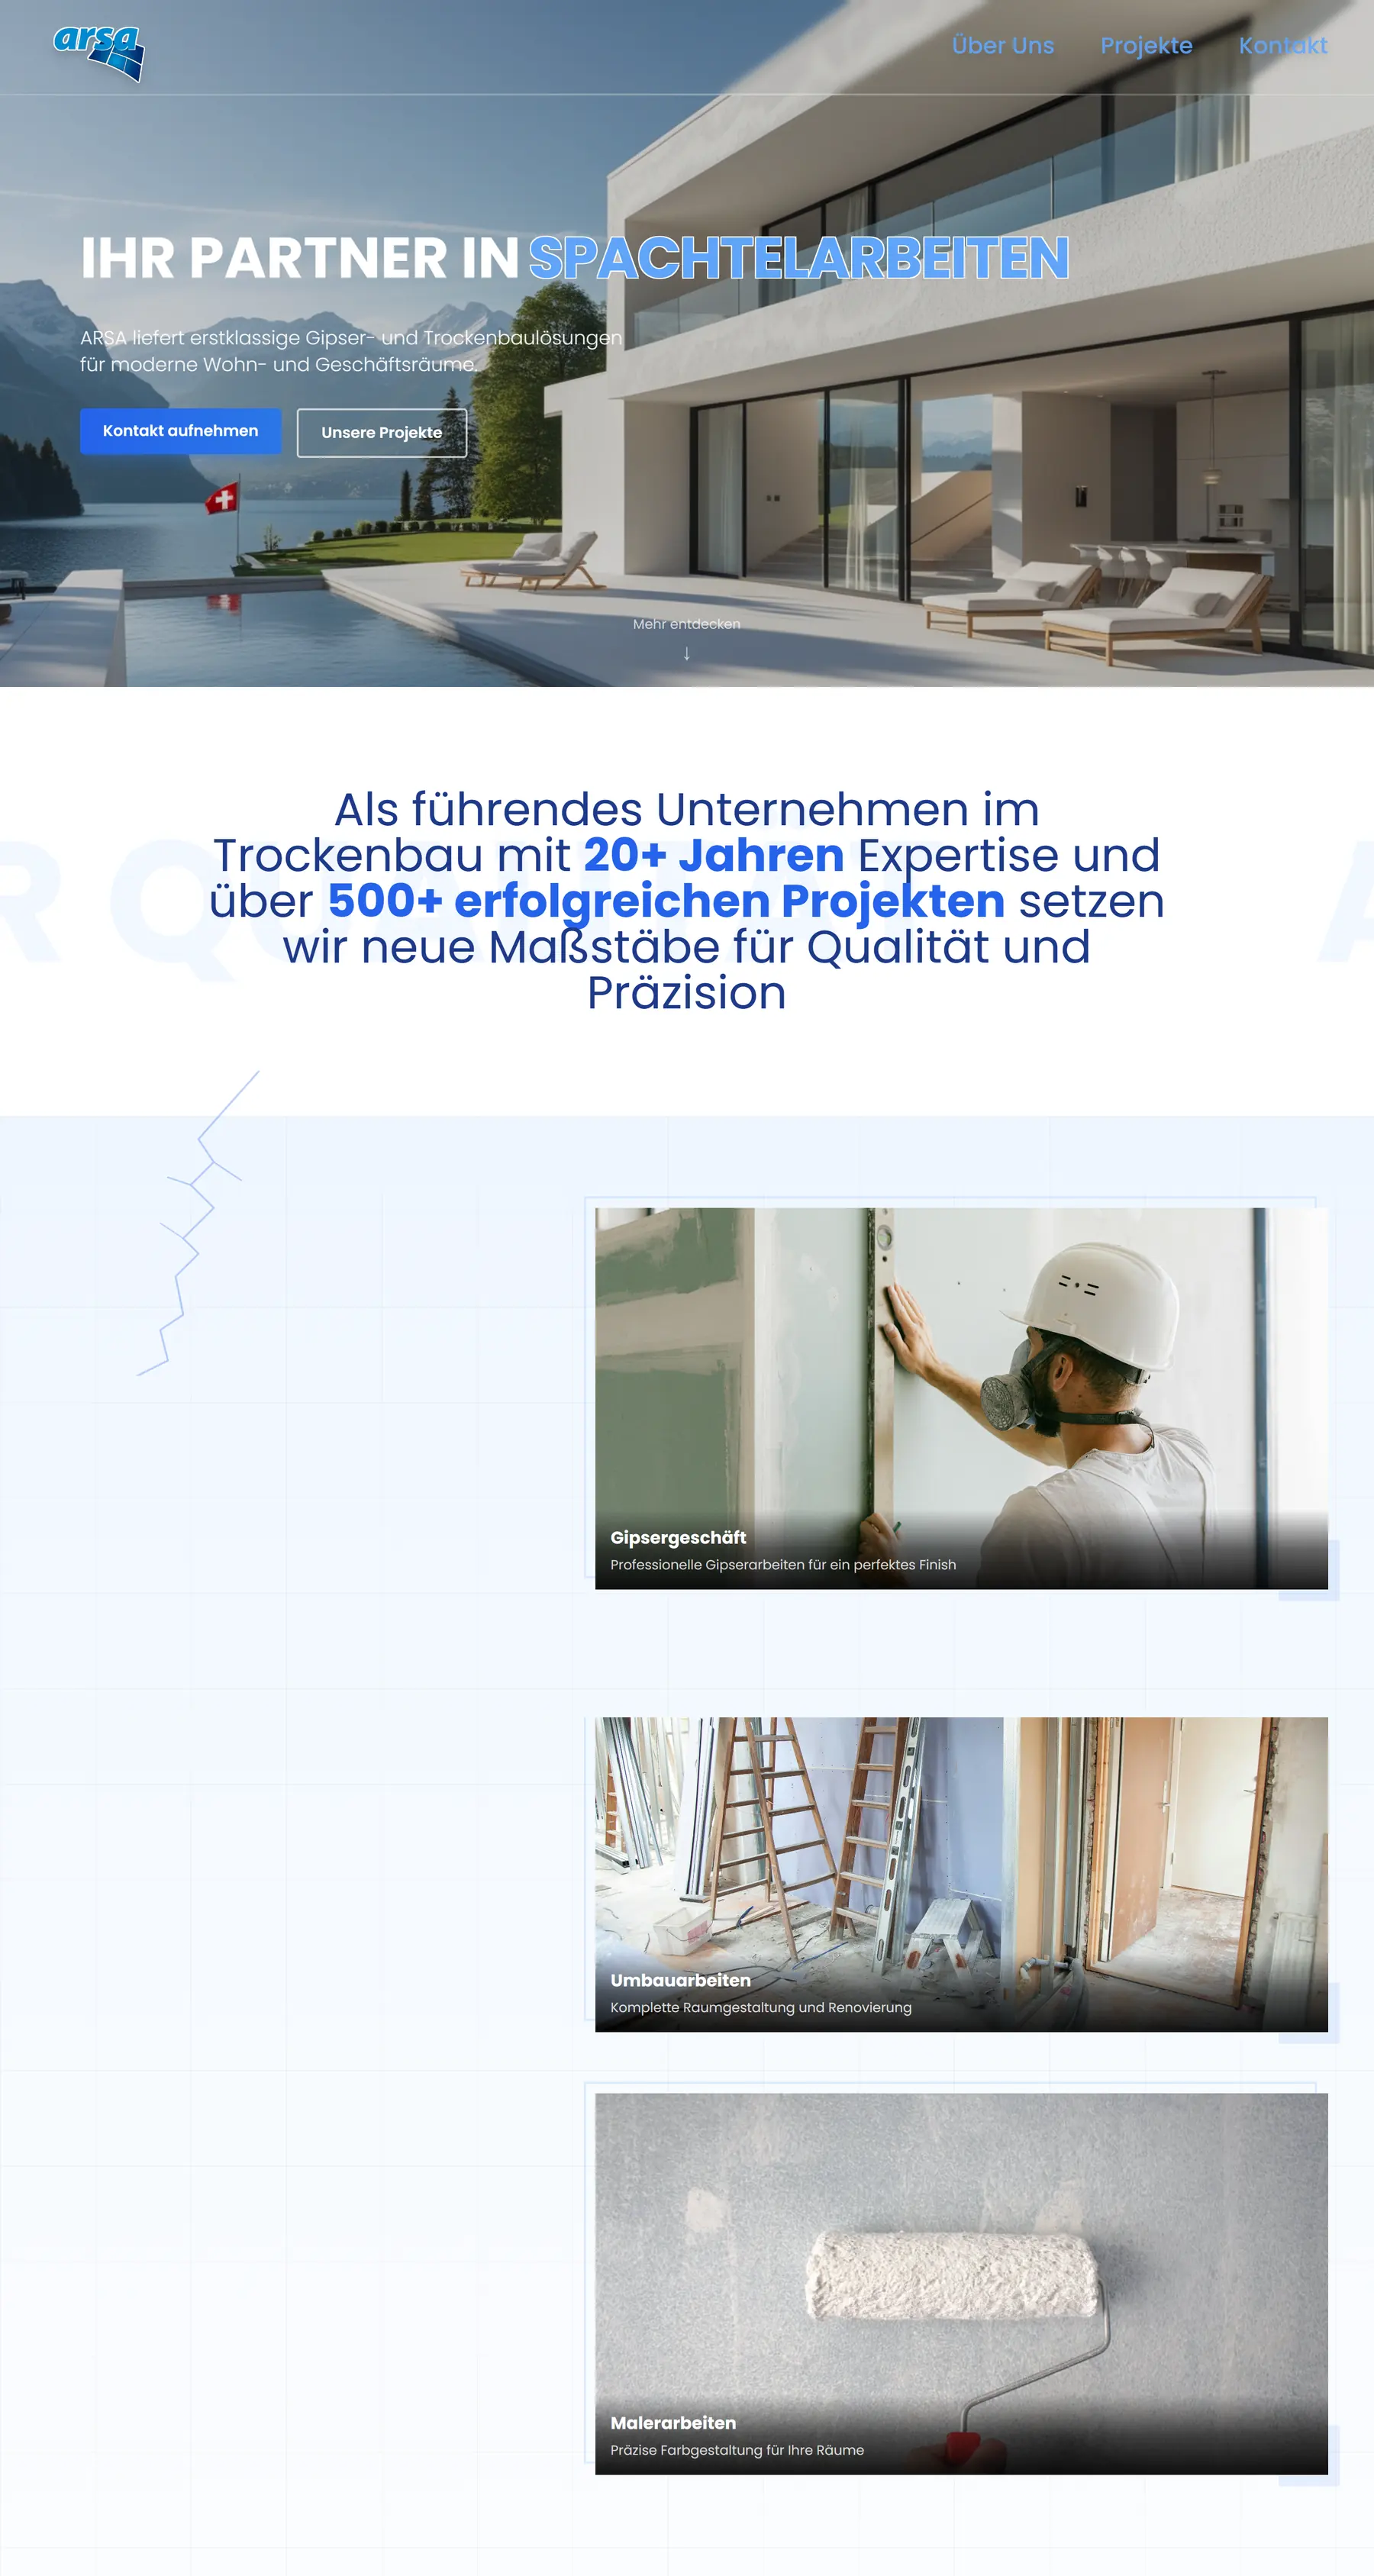 arsa
Über Uns
Projekte
Kontakt
IHR PARTNER IN SPACHTELARBEITEN
ARSA liefert erstklassige Gipser- und Trockenbaulösungen
für moderne Wohn- und Geschäftsräume.
Kontakt aufnehmen
Unsere Projekte
Mehr entdecken
↓
Als führendes Unternehmen im
Trockenbau mit 20+ Jahren Expertise und
über 500+ erfolgreichen Projekten setzen
wir neue Maßstäbe für Qualität und
Präzision
Gipsergeschäft
Professionelle Gipserarbeiten für ein perfektes Finish
Umbauarbeiten
Komplette Raumgestaltung und Renovierung
Malerarbeiten
Präzise Farbgestaltung für Ihre Räume